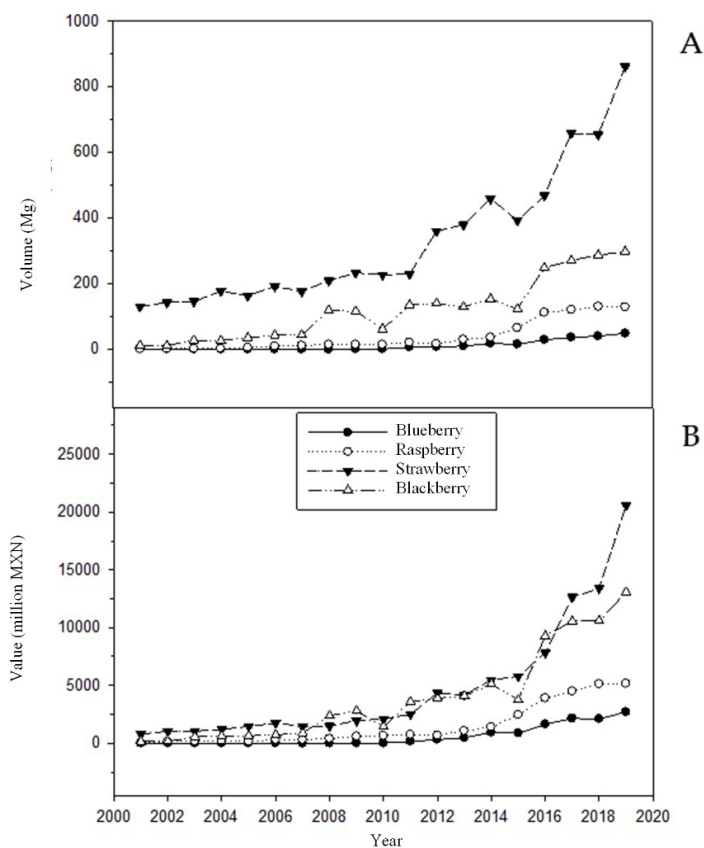 A
1000
800
600
400
200
0
Volume (Mg)
B
Blueberry
Raspberry
Strawberry
Blackberry
25000
20000
15000
10000
5000
0
Value (million MXN)
2000 2002 2004 2006 2008 2010 2012 2014 2016 2018 2020
Year